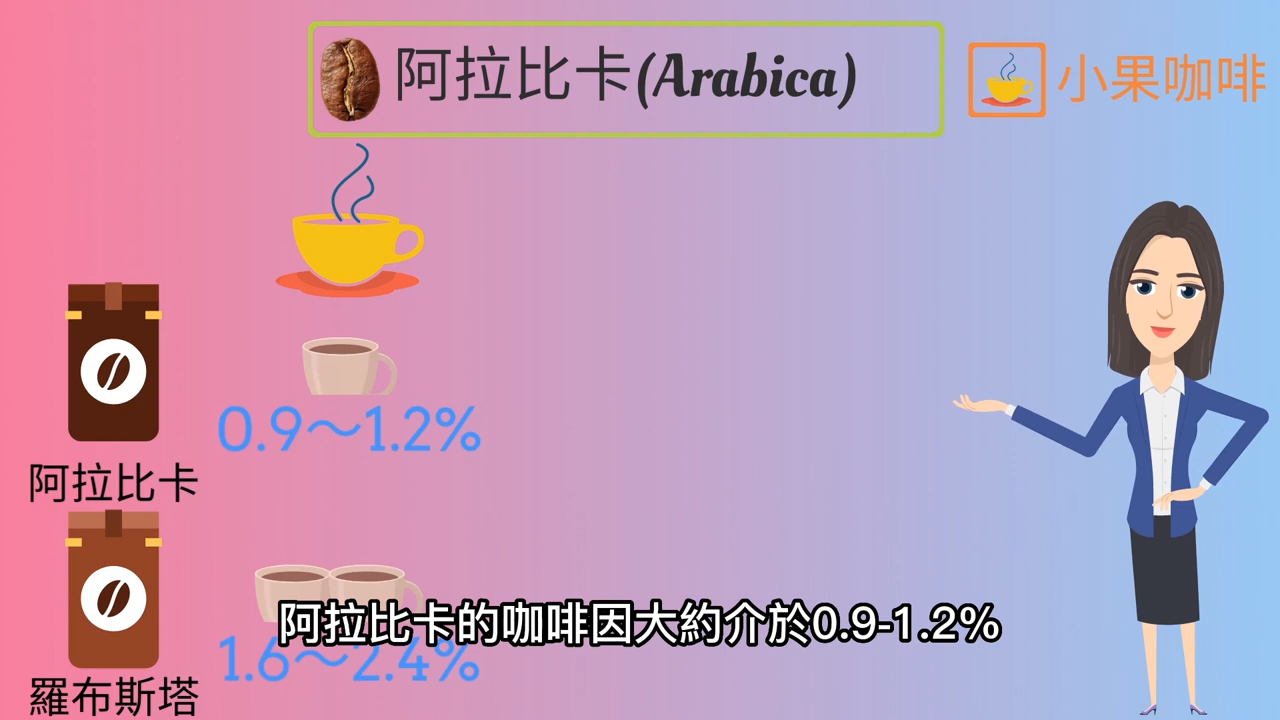 阿拉比卡(Arabica)
小果咖啡
0.9～1.2%
阿拉比卡
阿拉比卡的咖啡因大約介於0.9-1.2%
1.6～2.4%
羅布斯塔